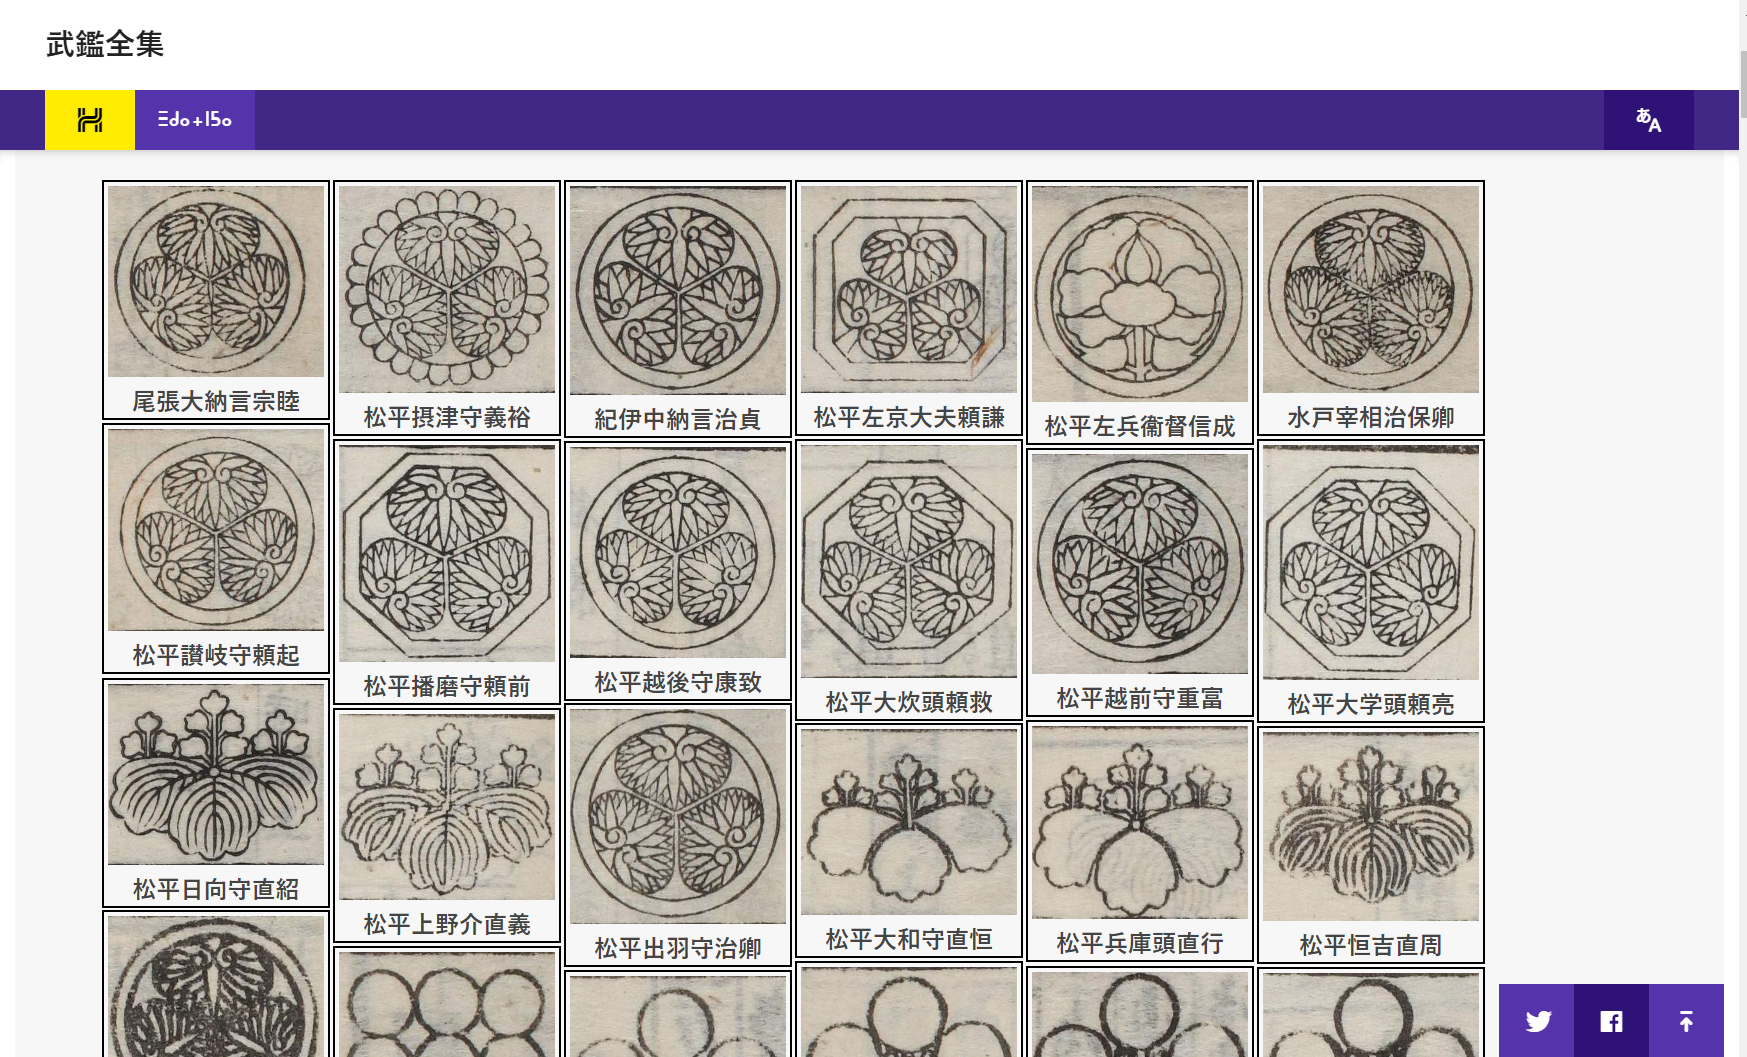 武鑑全集
Edo+150
あA
尾張大納言宗睦
松平摂津守義裕
紀伊中納言治貞
松平左京大夫頼謙
松平左兵衞督信成
水戸宰相治保卿
松平讃岐守頼起
松平播磨守頼前
松平越後守康致
松平大炊頭頼救
松平越前守重富
松平大学頭頼亮
松平日向守直紹
松平上野介直義
松平出羽守治卿
松平大和守直恒
松平兵庫頭直行
松平恒吉直周